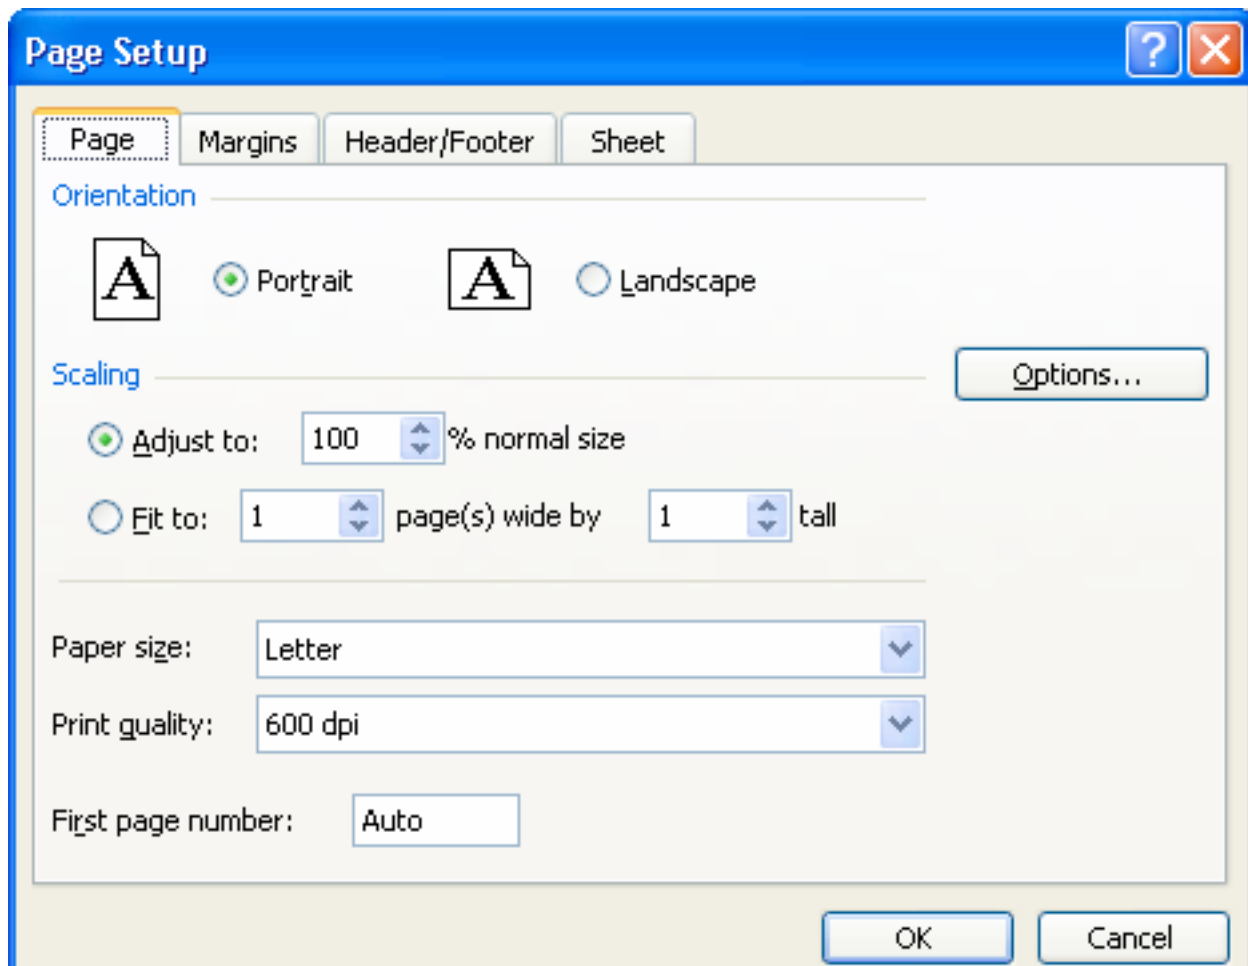 Page Setup
?
Page Margins Header/Footer Sheet
Orientation
A Portrait A Landscape
Scaling
Options...
Adjust to: 100 % normal size
Fit to: 1 page(s) wide by 1 tall
Paper size: Letter
Print quality: 600 dpi
First page number: Auto
OK Cancel